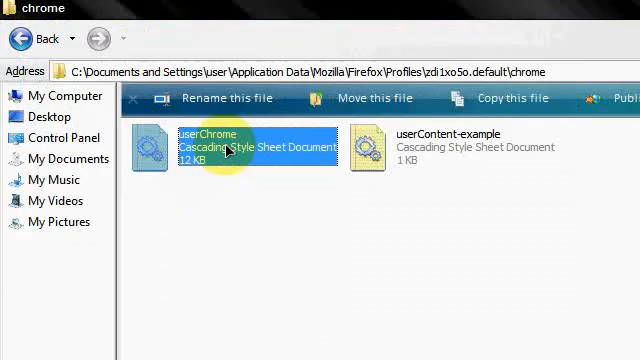 chrome
Back
Address C:\Documents and Settings\user\Application Data\Mozilla\Firefox\Profiles\zdi1xo5o.default\chrome
My Computer
Desktop
Control Panel
My Documents
My Music
My Videos
My Pictures
Rename this file Move this file Copy this file Publi
userChrome
Cascading Style Sheet Document
12 KB
userContent-example
Cascading Style Sheet Document
1 KB